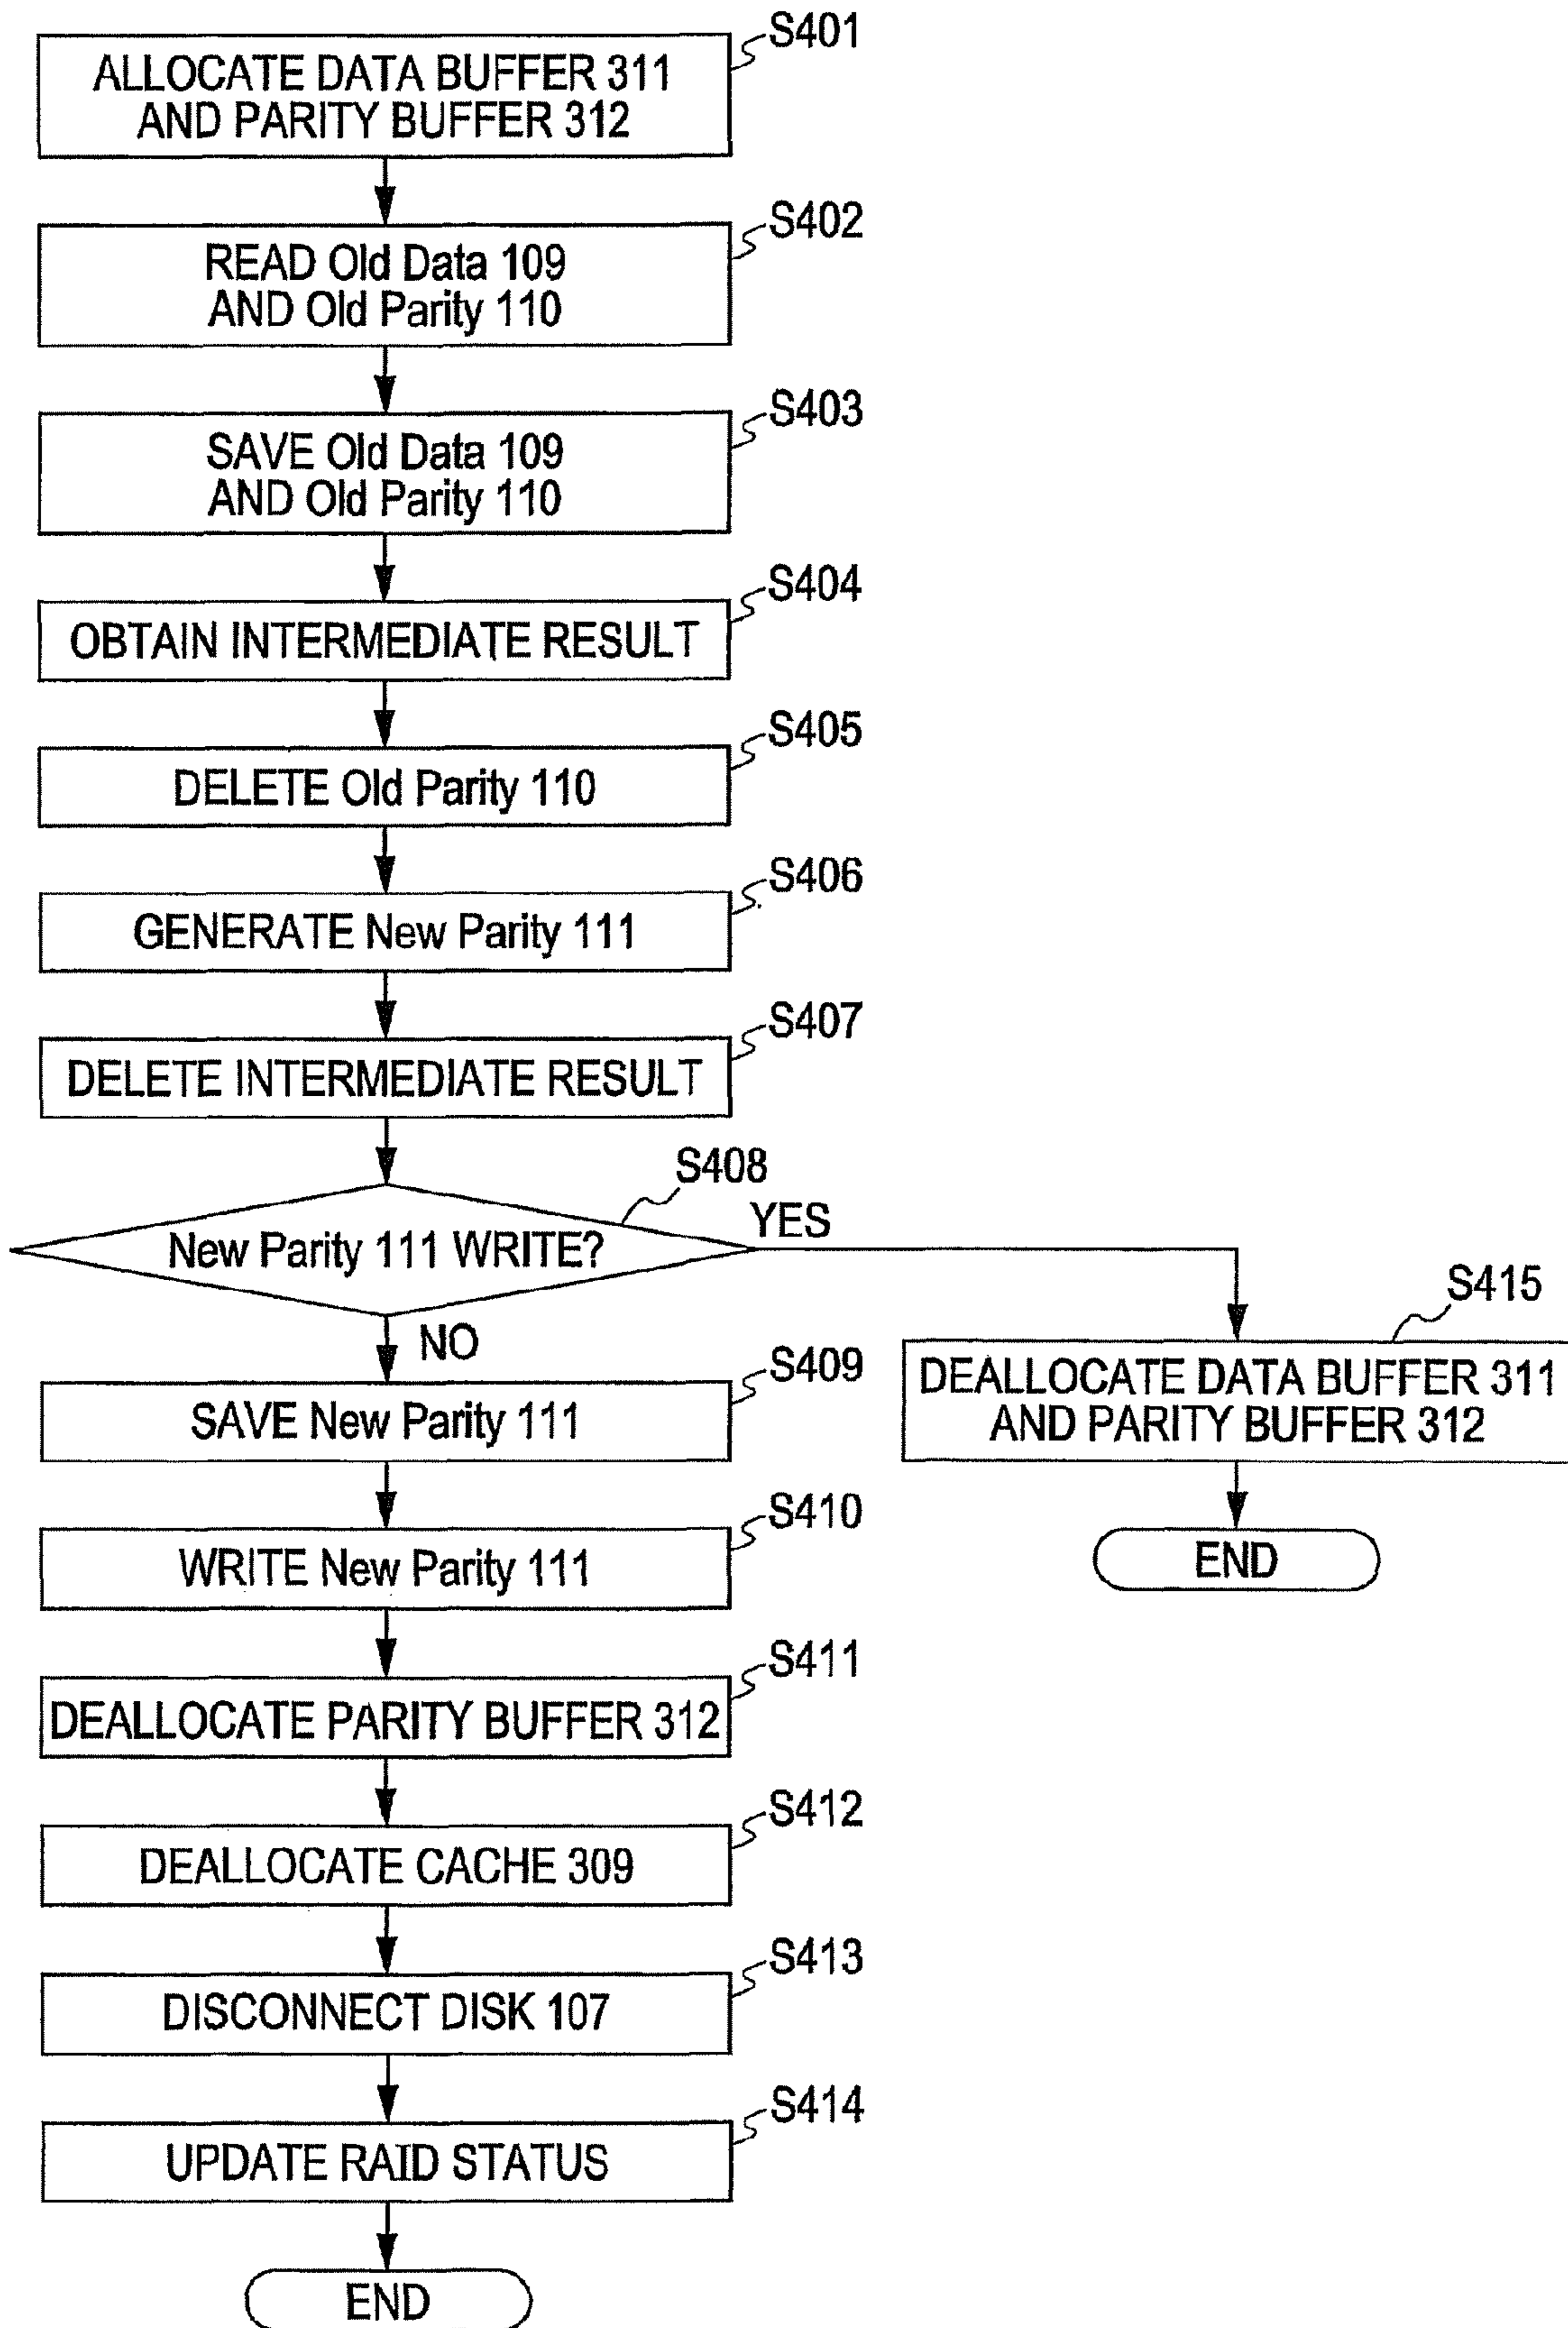 S401
ALLOCATE DATA BUFFER 311
AND PARITY BUFFER 312
S402
READ Old Data 109
AND Old Parity 110
S403
SAVE Old Data 109
AND Old Parity 110
S404
OBTAIN INTERMEDIATE RESULT
S405
DELETE Old Parity 110
S406
GENERATE New Parity 111
S407
DELETE INTERMEDIATE RESULT
S408
New Parity 111 WRITE?
YES
NO
S415
DEALLOCATE DATA BUFFER 311
AND PARITY BUFFER 312
END
S409
SAVE New Parity 111
S410
WRITE New Parity 111
S411
DEALLOCATE PARITY BUFFER 312
S412
DEALLOCATE CACHE 309
S413
DISCONNECT DISK 107
S414
UPDATE RAID STATUS
END